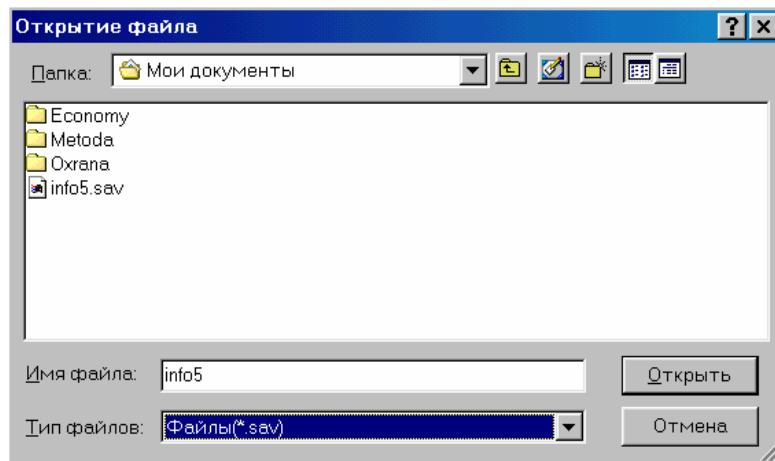 Открытие файла
Папка: Мои документы
Economy
Metoda
Oxrana
info5.sav
Имя файла: info5 Открыть
Тип файлов: Файлы(*.sav) Отмена